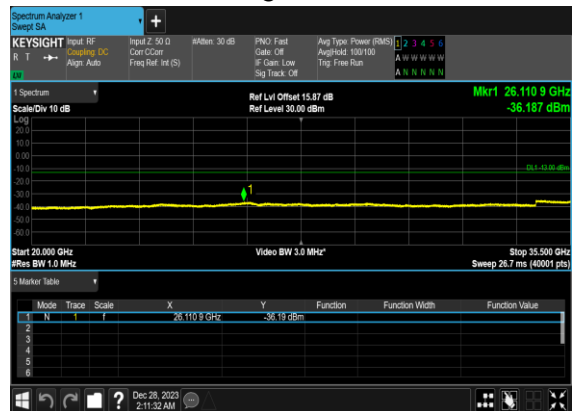 Spectrum Analyzer 1
Swept SA
+
KEYSIGHT Input: RF Input Z: 50 Ω #Atten: 30 dB PNO: Fast Avg Type: Power (RMS) 1 2 3 4 5 6
R T Coupling: DC Corr CCorr Gate: Off Avg|Hold: 100/100 A W W W W W
Align: Auto Freq Ref: Int (S) IF Gain: Low Trig: Free Run
Sig Track: Off A N N N N N
LXI
1 Spectrum Ref Lvl Offset 15.87 dB Mkr1 26.110 9 GHz
Scale/Div 10 dB Ref Level 30.00 dBm -36.187 dBm
Log
20.0
10.0
0.00
-10.0
DL1 -13.00 dBm
-20.0
-30.0
1
-40.0
-50.0
-60.0
Start 20.000 GHz Video BW 3.0 MHz* Stop 35.500 GHz
#Res BW 1.0 MHz Sweep 26.7 ms (40001 pts)
5 Marker Table
Mode Trace Scale X Y Function Function Width Function Value
1 N 1 f 26.110 9 GHz -36.19 dBm
2
3
4
5
6
? Dec 28, 2023
2:11:32 AM